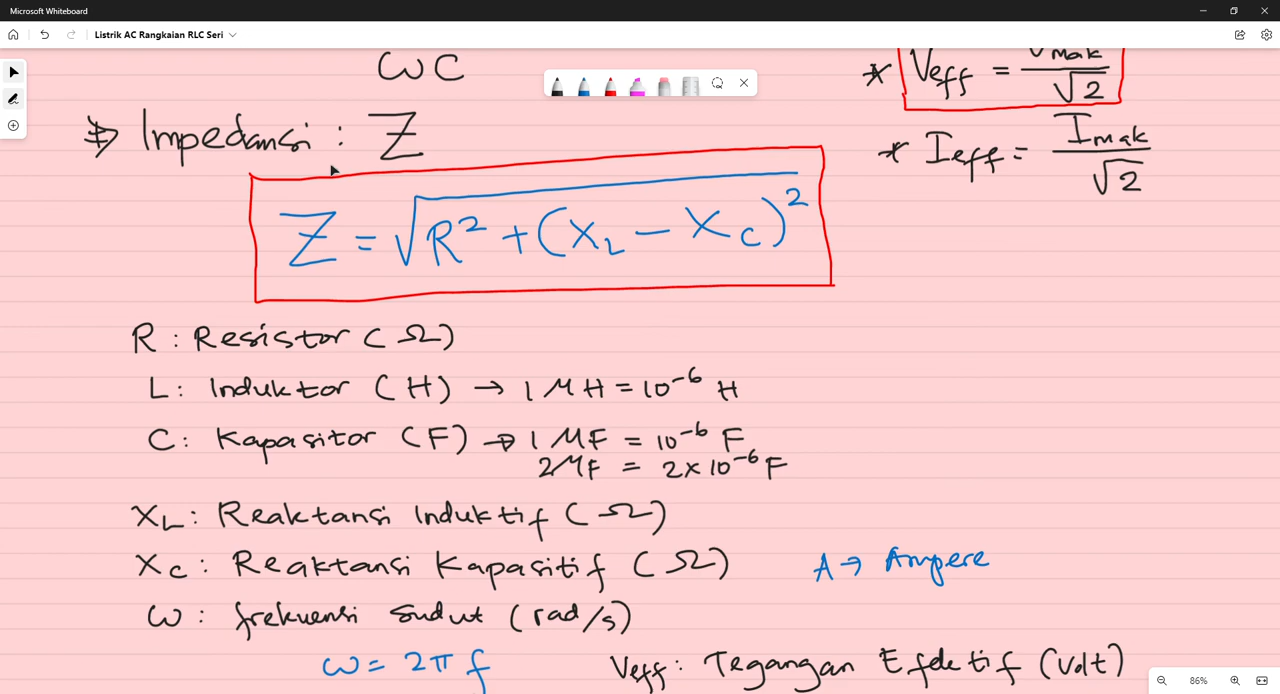 Microsoft Whiteboard
Listrik AC Rangkaian RLC Seri
ωC
* Veff = Vmak/√2
⇒ Impedansi : Z
* Ieff = Imak/√2
Z = √R² + (XL − XC)²
R : Resistor (Ω)
L : Induktor (H) → 1 μH = 10⁻⁶ H
C : Kapasitor (F) → 1 μF = 10⁻⁶ F
2μF = 2×10⁻⁶ F
XL : Reaktansi Induktif (Ω)
Xc : Reaktansi Kapasitif (Ω)
A → Ampere
ω : frekuensi sudut (rad/s)
ω = 2πf
Veff : Tegangan Efektif (Volt)
86%